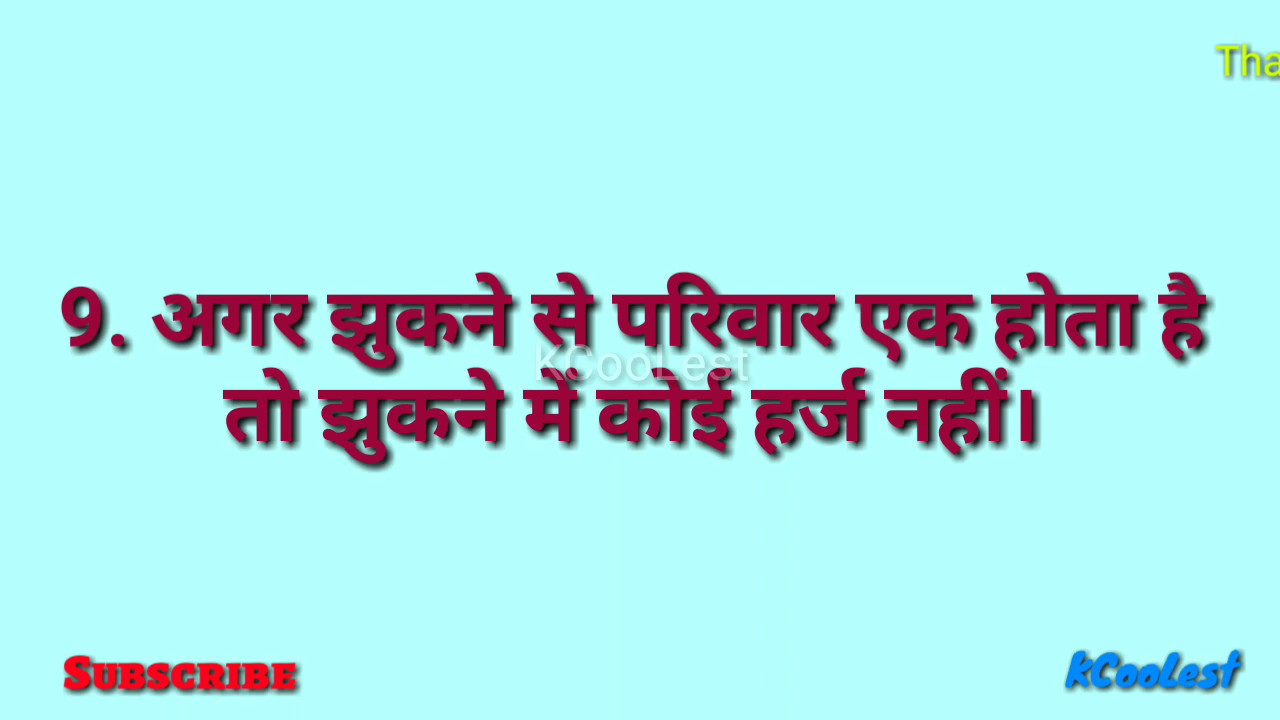 Tha
9. अगर झुकने से परिवार एक होता है
KCooLest
तो झुकने में कोई हर्ज नहीं।
SUBSCRIBE
KCooLest